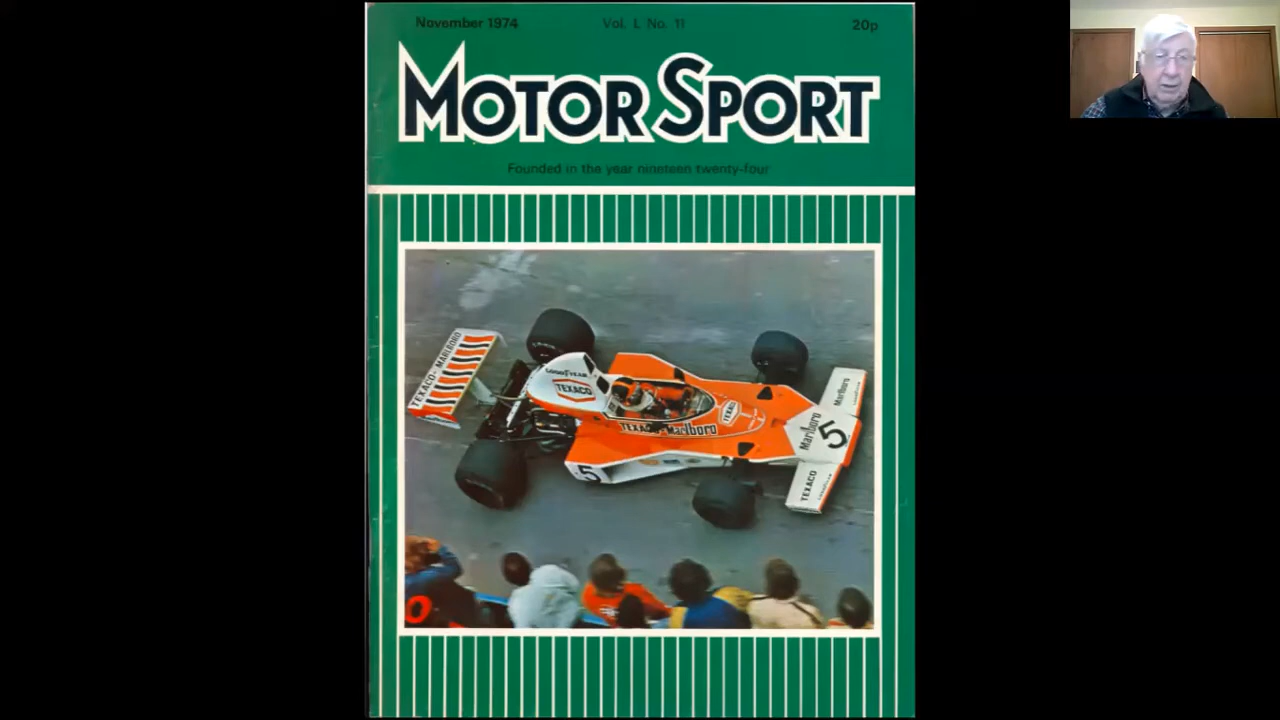 November 1974 Vol. L No. 11 20p
MOTOR SPORT
Founded in the year nineteen twenty-four
TEXACO - MARLBORO
GOODYEAR
TEXACO
TEXACO
TEXACO Marlboro
Marlboro
Marlboro
5
5
TEXACO